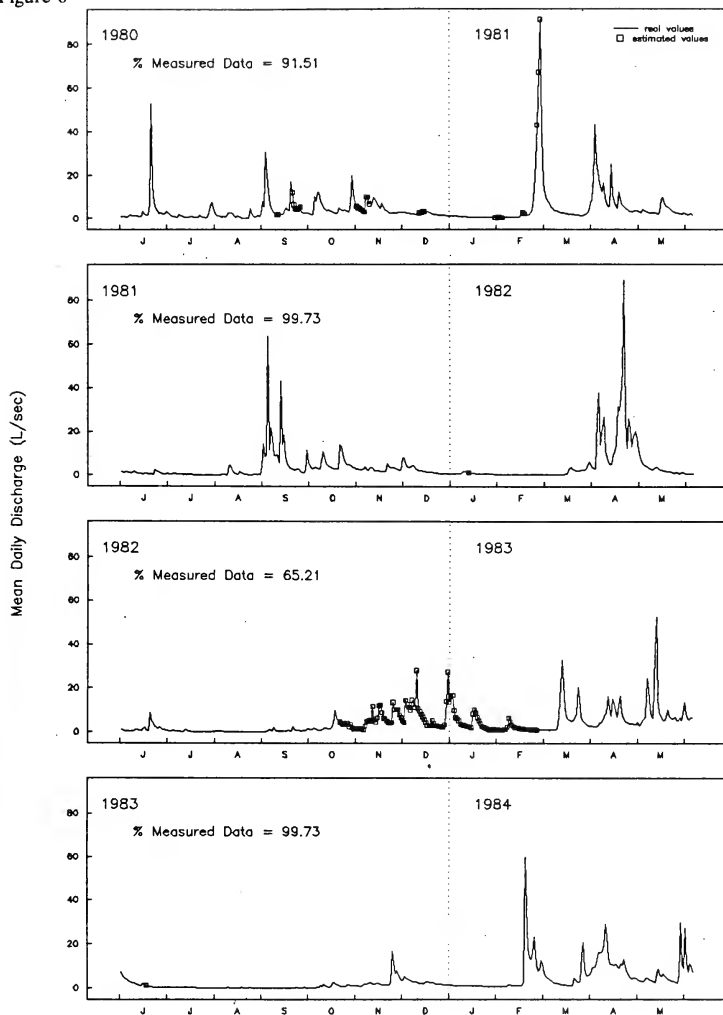 Figure 6
1980
1981
real values
estimated values
% Measured Data = 91.51
80
60
40
20
0
J J A S O N D J F M A M
1981
1982
% Measured Data = 99.73
80
60
40
20
0
J J A S O N D J F M A M
Mean Daily Discharge (L/sec)
1982
1983
% Measured Data = 65.21
80
60
40
20
0
J J A S O N D J F M A M
1983
1984
% Measured Data = 99.73
80
60
40
20
0
J J A S O N D J F M A M